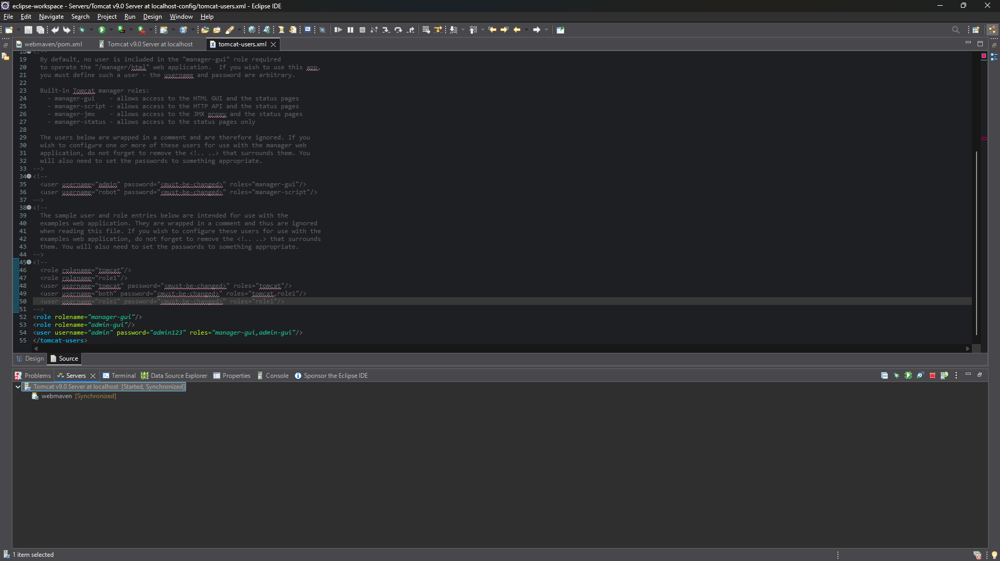 eclipse-workspace - Servers/Tomcat v9.0 Server at localhost-config/tomcat-users.xml - Eclipse IDE
File Edit Navigate Search Project Run Design Window Help
webmaven/pom.xml Tomcat v9.0 Server at localhost tomcat-users.xml
18 <!--
19 By default, no user is included in the "manager-gui" role required
20 to operate the "/manager/html" web application. If you wish to use this app,
21 you must define such a user - the username and password are arbitrary.
22
23 Built-in Tomcat manager roles:
24 - manager-gui - allows access to the HTML GUI and the status pages
25 - manager-script - allows access to the HTTP API and the status pages
26 - manager-jmx - allows access to the JMX proxy and the status pages
27 - manager-status - allows access to the status pages only
28
29 The users below are wrapped in a comment and are therefore ignored. If you
30 wish to configure one or more of these users for use with the manager web
31 application, do not forget to remove the <!.. ..> that surrounds them. You
32 will also need to set the passwords to something appropriate.
33 -->
34 <!--
35 <user username="admin" password="<must-be-changed>" roles="manager-gui"/>
36 <user username="robot" password="<must-be-changed>" roles="manager-script"/>
37 -->
38 <!--
39 The sample user and role entries below are intended for use with the
40 examples web application. They are wrapped in a comment and thus are ignored
41 when reading this file. If you wish to configure these users for use with the
42 examples web application, do not forget to remove the <!.. ..> that surrounds
43 them. You will also need to set the passwords to something appropriate.
44 -->
45 <!--
46 <role rolename="tomcat"/>
47 <role rolename="role1"/>
48 <user username="tomcat" password="<must-be-changed>" roles="tomcat"/>
49 <user username="both" password="<must-be-changed>" roles="tomcat,role1"/>
50 <user username="role1" password="<must-be-changed>" roles="role1"/>
51 -->
52 <role rolename="manager-gui"/>
53 <role rolename="admin-gui"/>
54 <user username="admin" password="admin123" roles="manager-gui,admin-gui"/>
55 </tomcat-users>
Design Source
Problems Servers Terminal Data Source Explorer Properties Console Sponsor the Eclipse IDE
Tomcat v9.0 Server at localhost [Started, Synchronized]
webmaven [Synchronized]
1 item selected